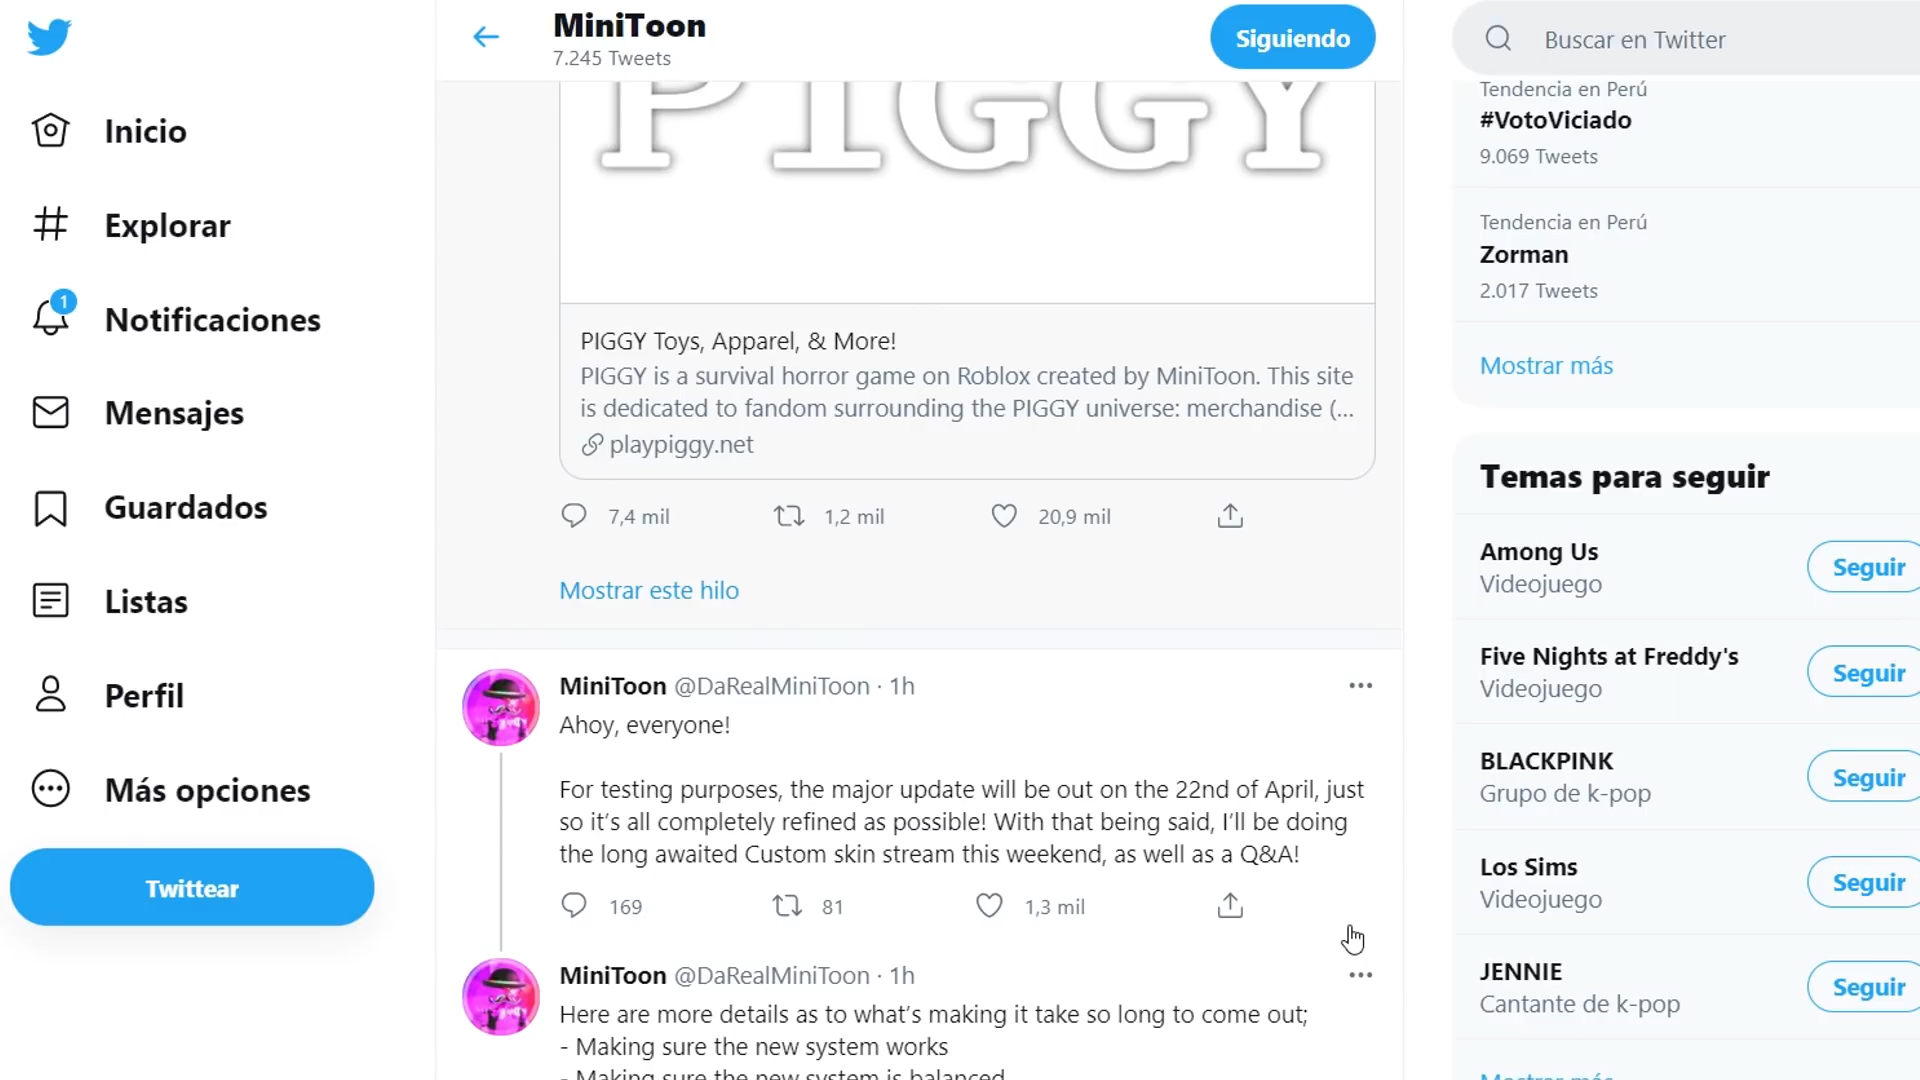 Inicio
Explorar
1
Notificaciones
Mensajes
Guardados
Listas
Perfil
Más opciones
Twittear
MiniToon
7.245 Tweets
Siguiendo
PIGGY
PIGGY Toys, Apparel, & More!
PIGGY is a survival horror game on Roblox created by MiniToon. This site
is dedicated to fandom surrounding the PIGGY universe: merchandise (...
playpiggy.net
7,4 mil 1,2 mil 20,9 mil
Mostrar este hilo
MiniToon @DaRealMiniToon · 1h
Ahoy, everyone!
For testing purposes, the major update will be out on the 22nd of April, just
so it's all completely refined as possible! With that being said, I'll be doing
the long awaited Custom skin stream this weekend, as well as a Q&A!
169 81 1,3 mil
MiniToon @DaRealMiniToon · 1h
Here are more details as to what's making it take so long to come out;
- Making sure the new system works
- Making sure the new system is balanced
Buscar en Twitter
Tendencia en Perú
#VotoViciado
9.069 Tweets
Tendencia en Perú
Zorman
2.017 Tweets
Mostrar más
Temas para seguir
Among Us
Videojuego
Seguir
Five Nights at Freddy's
Videojuego
Seguir
BLACKPINK
Grupo de k-pop
Seguir
Los Sims
Videojuego
Seguir
JENNIE
Cantante de k-pop
Seguir
Mostrar más